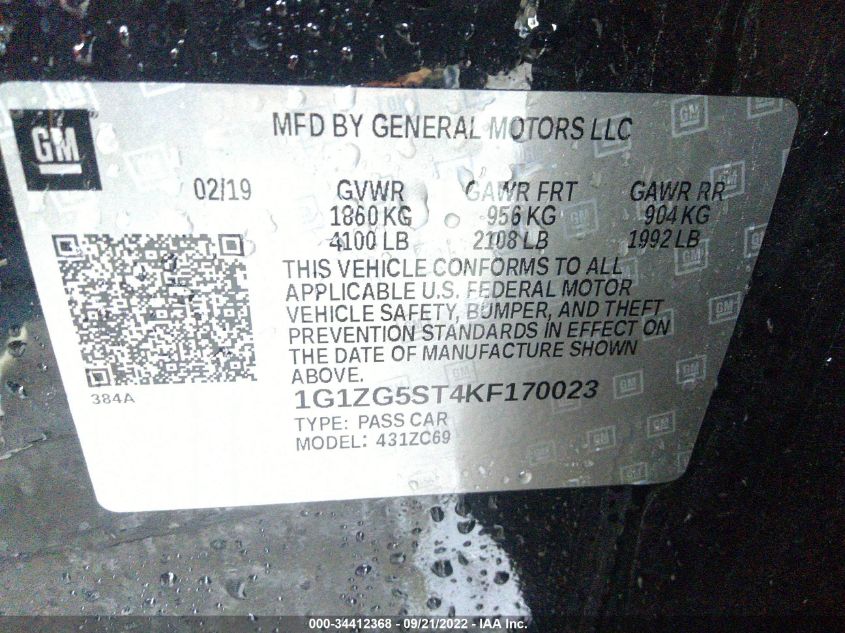 GM
MFD BY GENERAL MOTORS LLC
02/19 GVWR GAWR FRT GAWR RR
1860 KG 956 KG 904 KG
4100 LB 2108 LB 1992 LB
THIS VEHICLE CONFORMS TO ALL
APPLICABLE U.S. FEDERAL MOTOR
VEHICLE SAFETY, BUMPER, AND THEFT
PREVENTION STANDARDS IN EFFECT ON
THE DATE OF MANUFACTURE SHOWN
ABOVE.
384A
1G1ZG5ST4KF170023
TYPE: PASS CAR
MODEL: 431ZC69
000-34412368 - 09/21/2022 - IAA Inc.